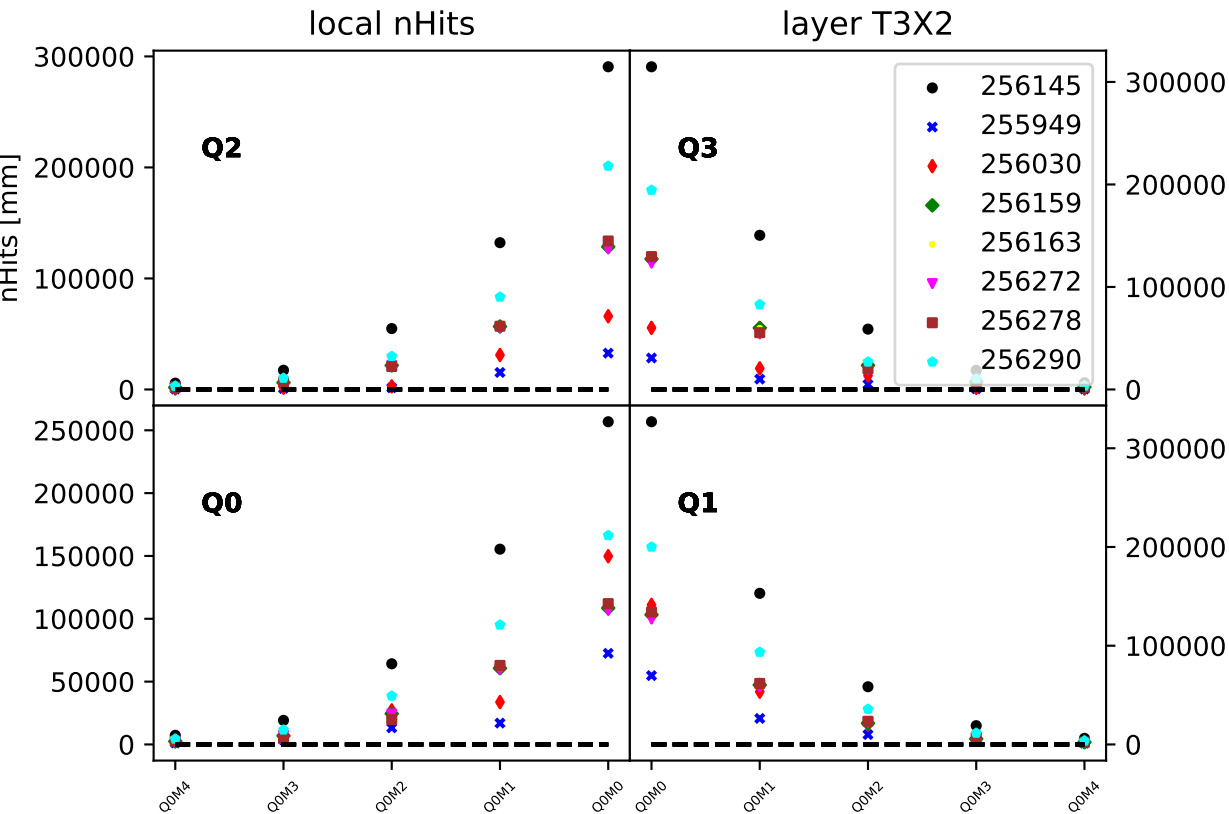 local nHits
layer T3X2
nHits [mm]
300000
200000
100000
0
Q2
Q3
256145
255949
256030
256159
256163
256272
256278
256290
300000
200000
100000
0
250000
200000
150000
100000
50000
0
Q0
Q1
300000
200000
100000
0
Q0M4
Q0M3
Q0M2
Q0M1
Q0M0
Q0M0
Q0M1
Q0M2
Q0M3
Q0M4